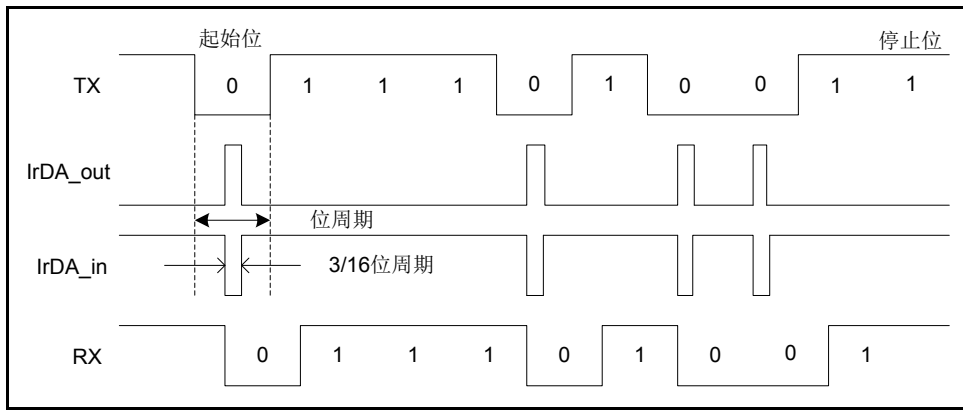 起始位 停止位
TX 0 1 1 1 0 1 0 0 1 1
IrDA_out
位周期
IrDA_in 3/16位周期
RX 0 1 1 1 0 1 0 0 1